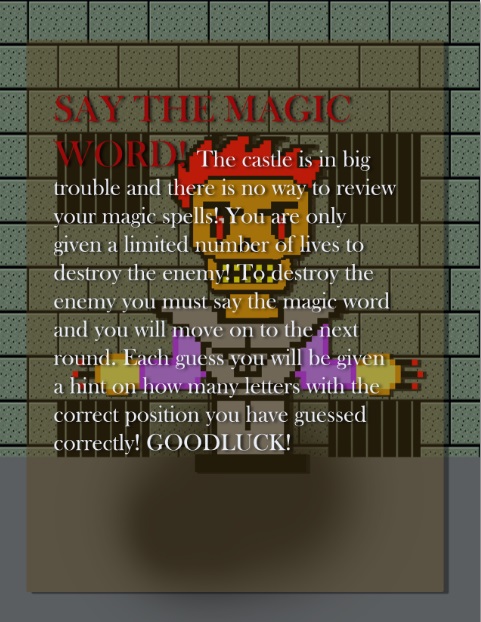 SAY THE MAGIC
WORD! The castle is in big
trouble and there is no way to review
your magic spells! You are only
given a limited number of lives to
destroy the enemy! To destroy the
enemy you must say the magic word
and you will move on to the next
round. Each guess you will be given
a hint on how many letters with the
correct position you have guessed
correctly! GOODLUCK!